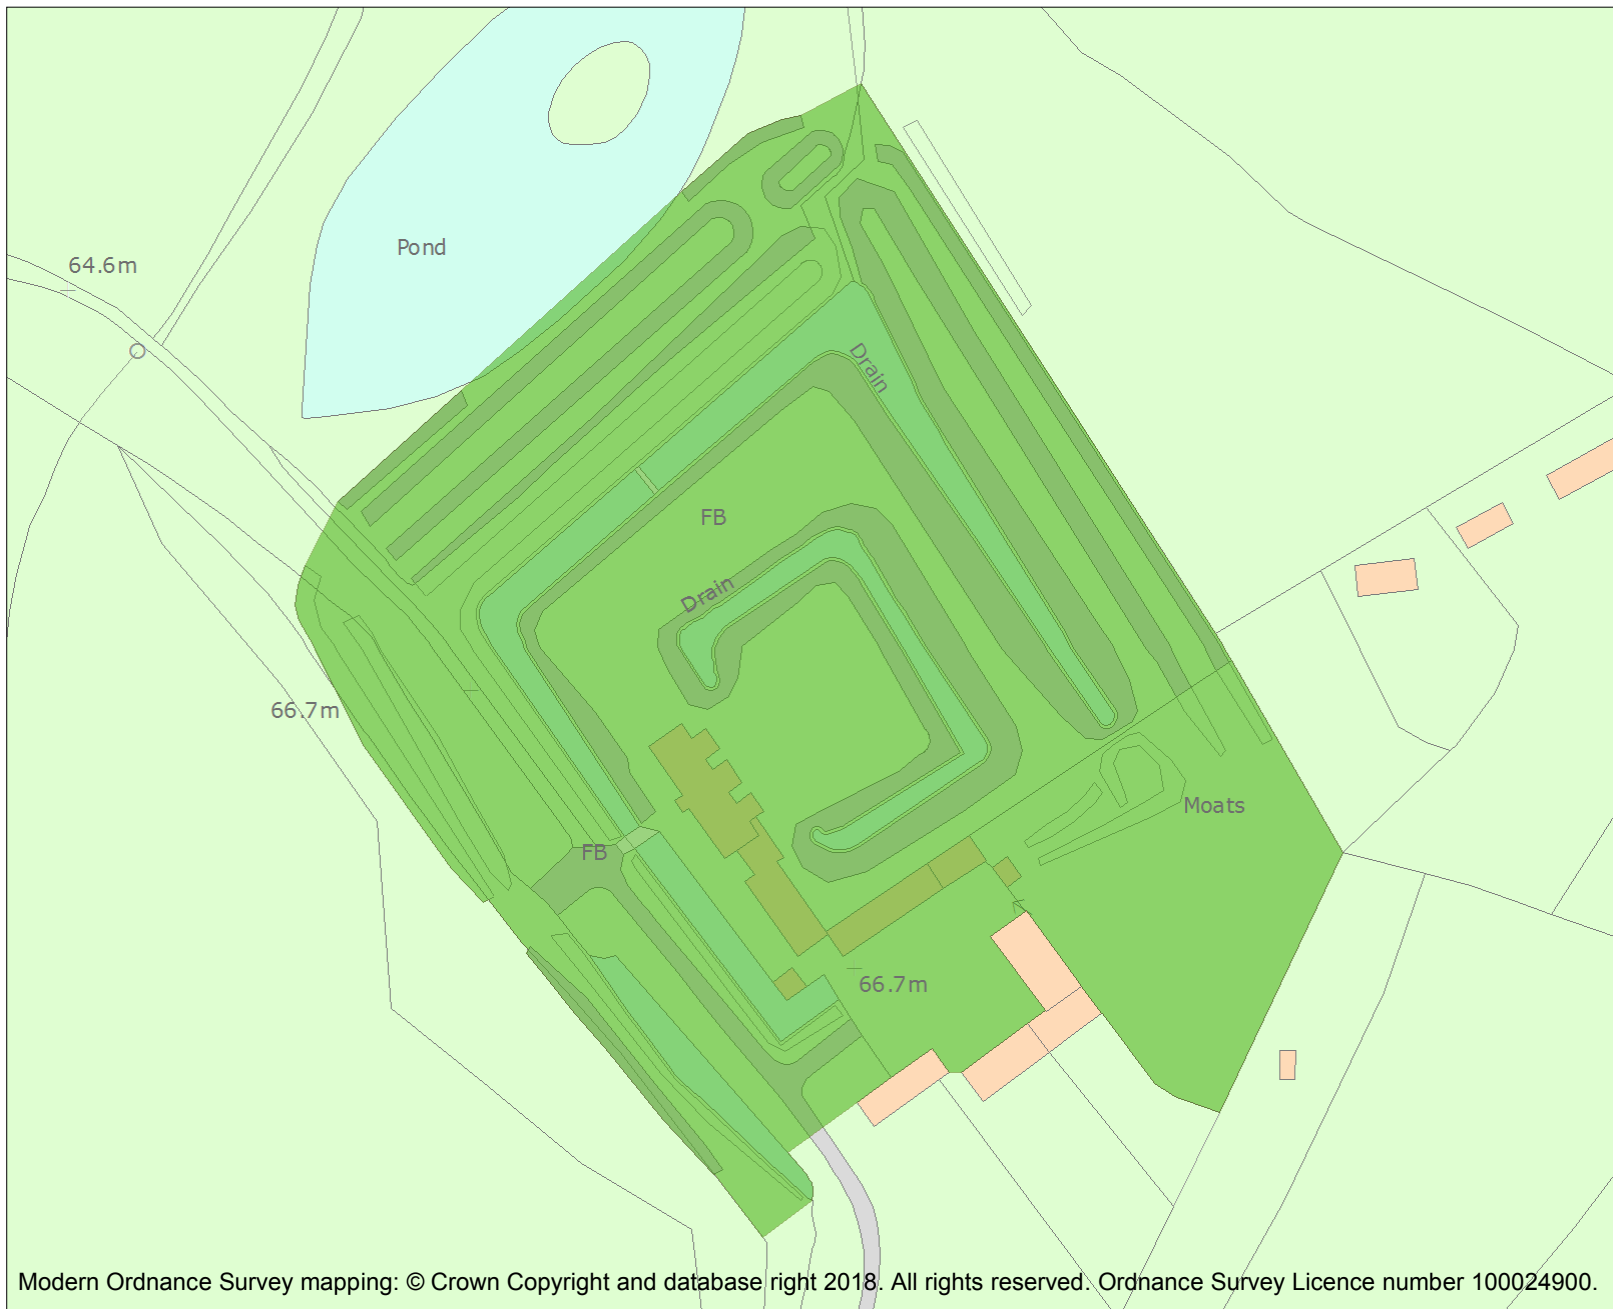 Pond
64.6m
Drain
FB
Drain
66.7m
Moats
FB
66.7m
Modern Ordnance Survey mapping: © Crown Copyright and database right 2018. All rights reserved. Ordnance Survey Licence number 100024900.